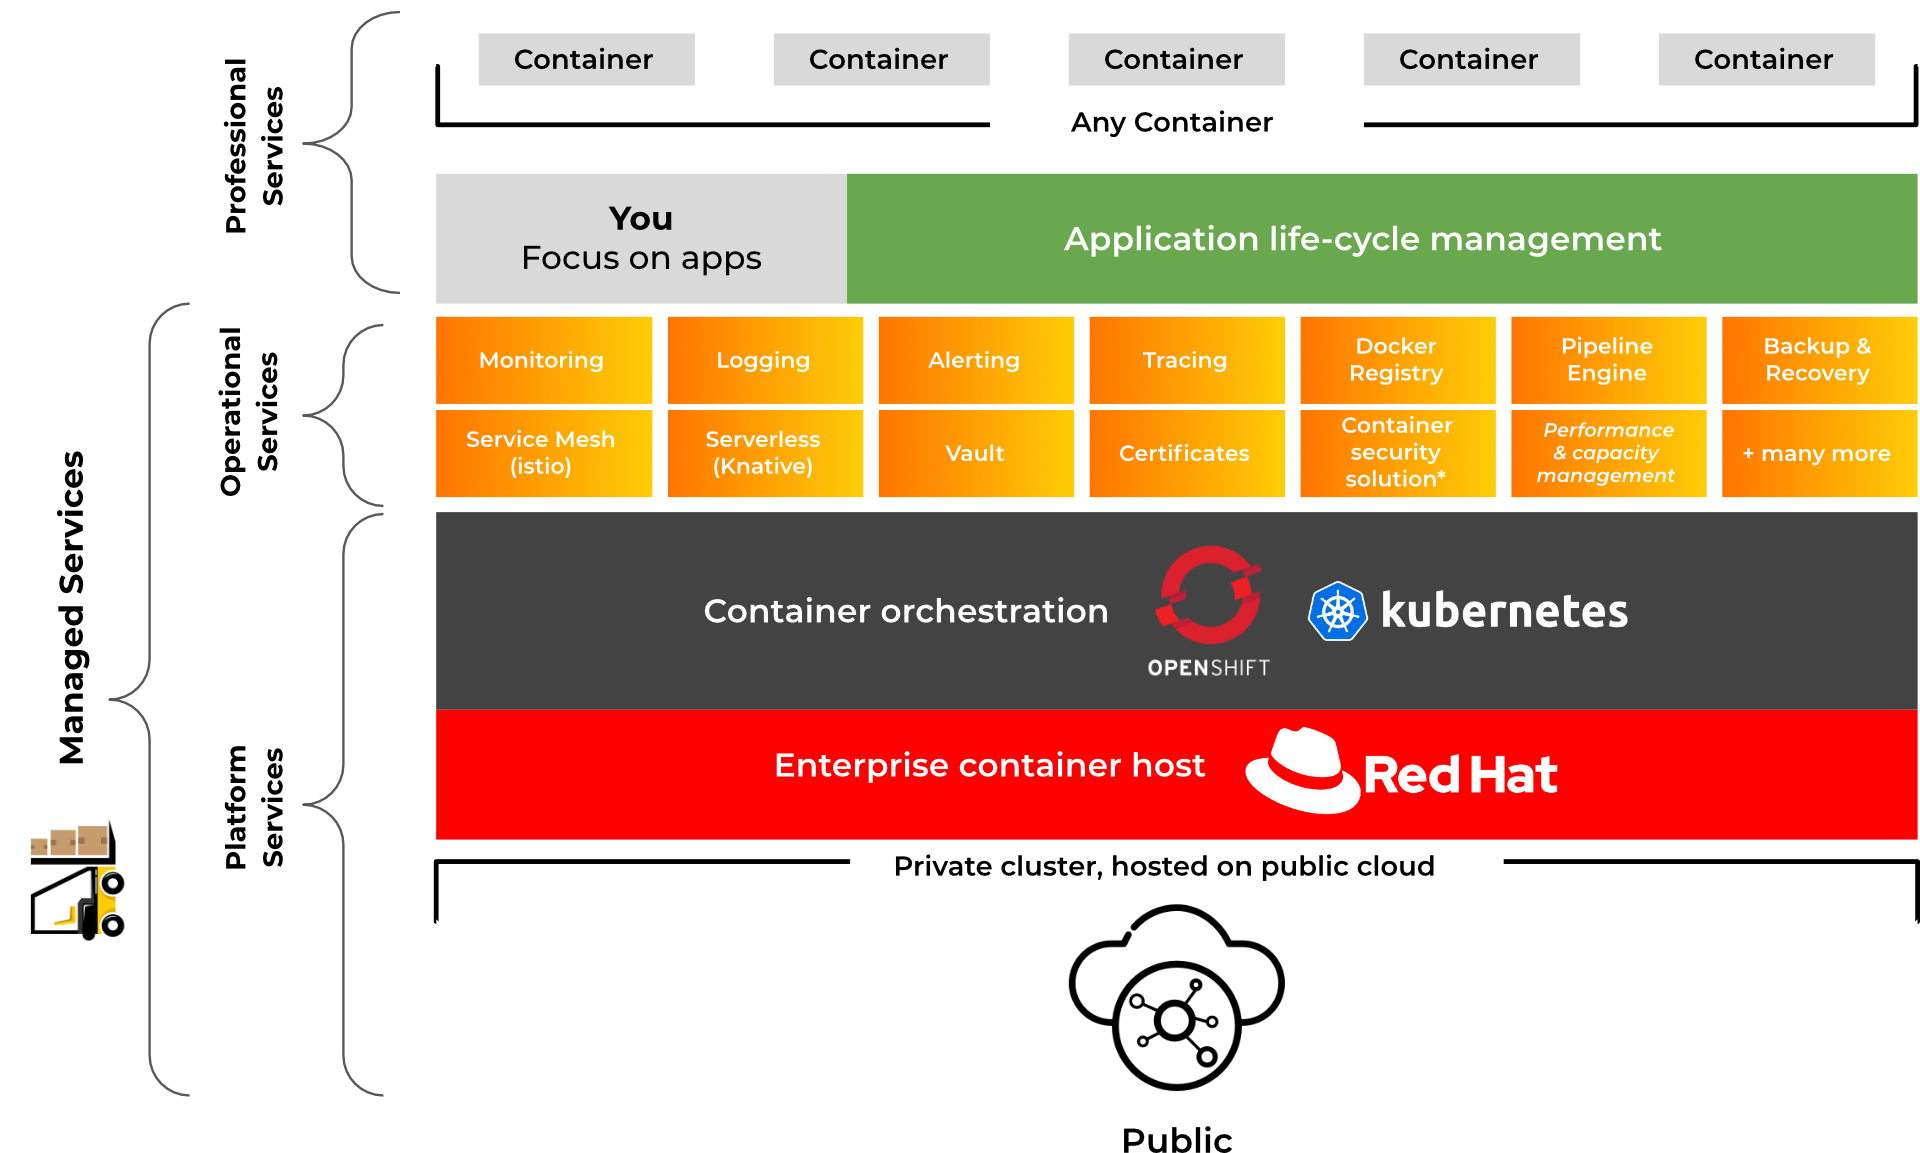 Container
Container
Container
Container
Container
Any Container
Professional
Services
You
Focus on apps
Application life-cycle management
Operational
Services
Monitoring
Logging
Alerting
Tracing
Docker
Registry
Pipeline
Engine
Backup &
Recovery
Service Mesh
(istio)
Serverless
(Knative)
Vault
Certificates
Container
security
solution*
Performance
& capacity
management
+ many more
Managed Services
Platform
Services
Container orchestration
OPENSHIFT
kubernetes
Enterprise container host
Red Hat
Private cluster, hosted on public cloud
Public